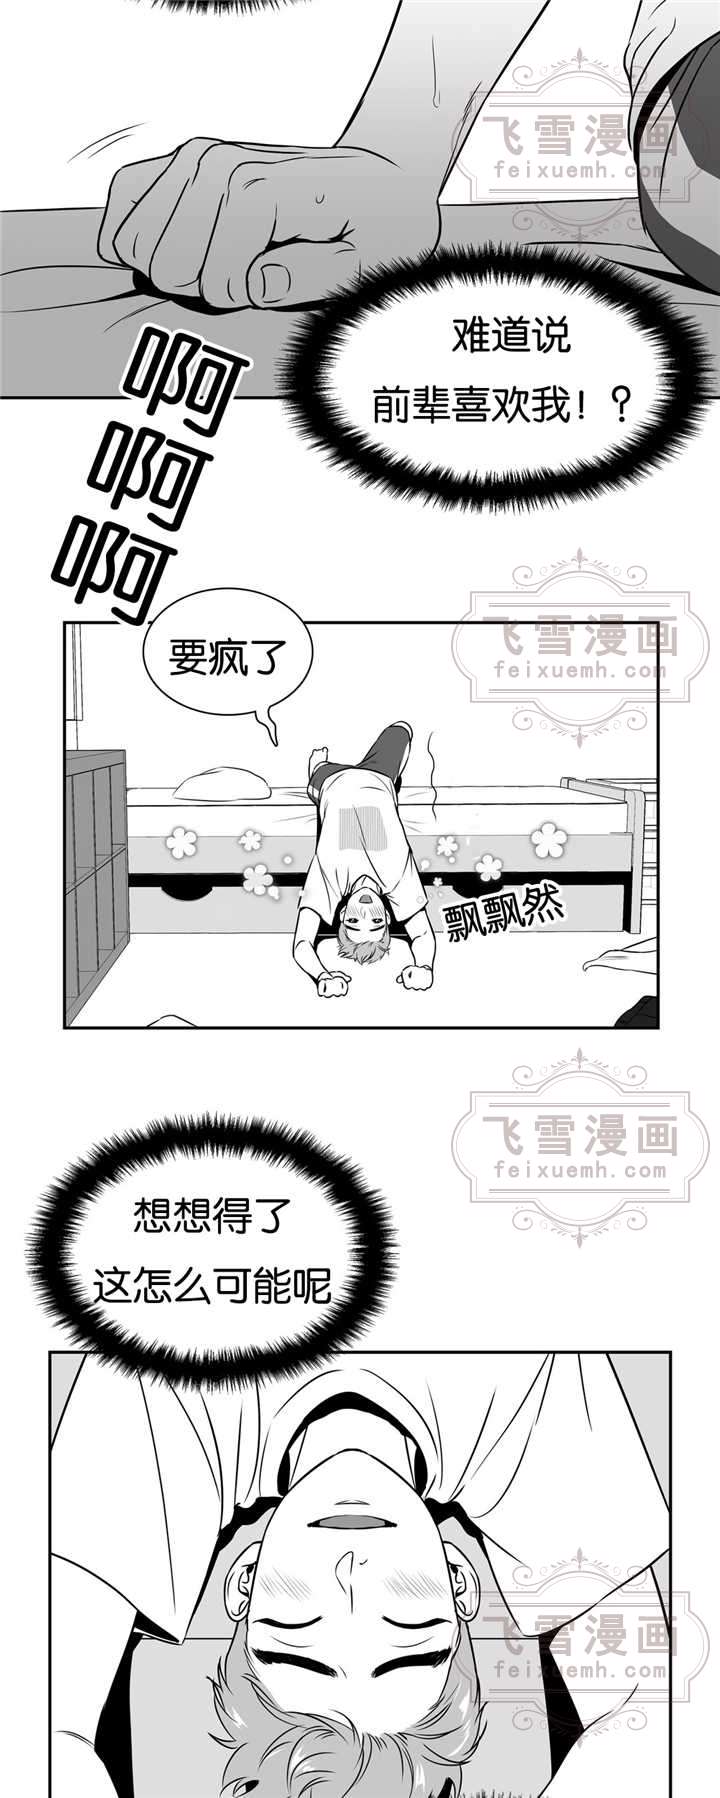 飞雪漫画
feixuemh.com
难道说
前辈喜欢我！？
啊
啊
啊
飞雪漫画
feixuemh.com
要疯了
飘飘然
飞雪漫画
feixuemh.com
想想得了
这怎么可能呢
飞雪漫画
feixuemh.com